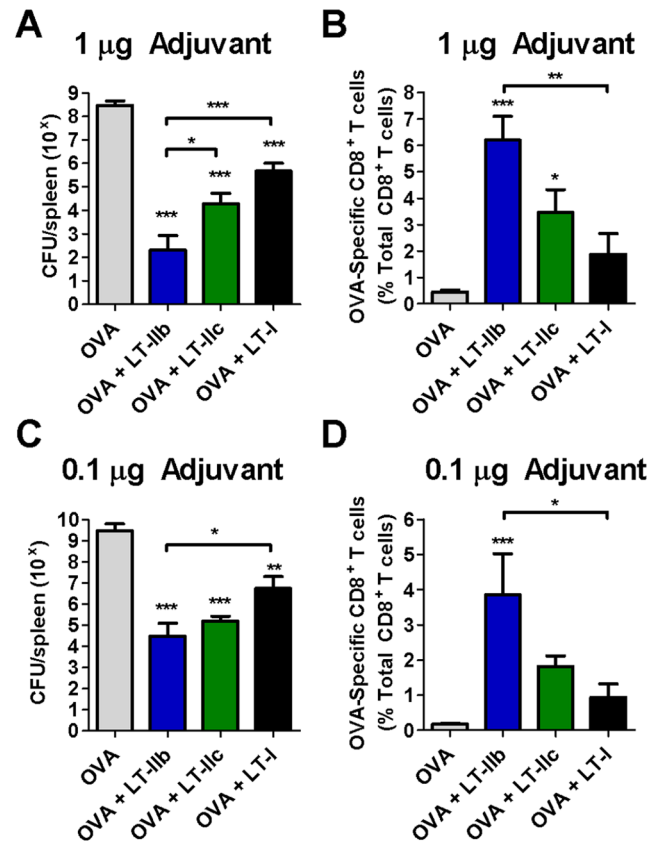 A
1 μg Adjuvant
CFU/spleen (10ˣ)
9
8
7
6
5
4
3
2
1
0
***
*
***
***
***
OVA
OVA + LT-IIb
OVA + LT-IIc
OVA + LT-I
B
1 μg Adjuvant
OVA-Specific CD8⁺ T cells
(% Total CD8⁺ T cells)
8
7
6
5
4
3
2
1
0
**
***
*
OVA
OVA + LT-IIb
OVA + LT-IIc
OVA + LT-I
C
0.1 μg Adjuvant
CFU/spleen (10ˣ)
10
9
8
7
6
5
4
3
2
1
0
*
***
***
**
OVA
OVA + LT-IIb
OVA + LT-IIc
OVA + LT-I
D
0.1 μg Adjuvant
OVA-Specific CD8⁺ T cells
(% Total CD8⁺ T cells)
6
5
4
3
2
1
0
*
***
OVA
OVA + LT-IIb
OVA + LT-IIc
OVA + LT-I